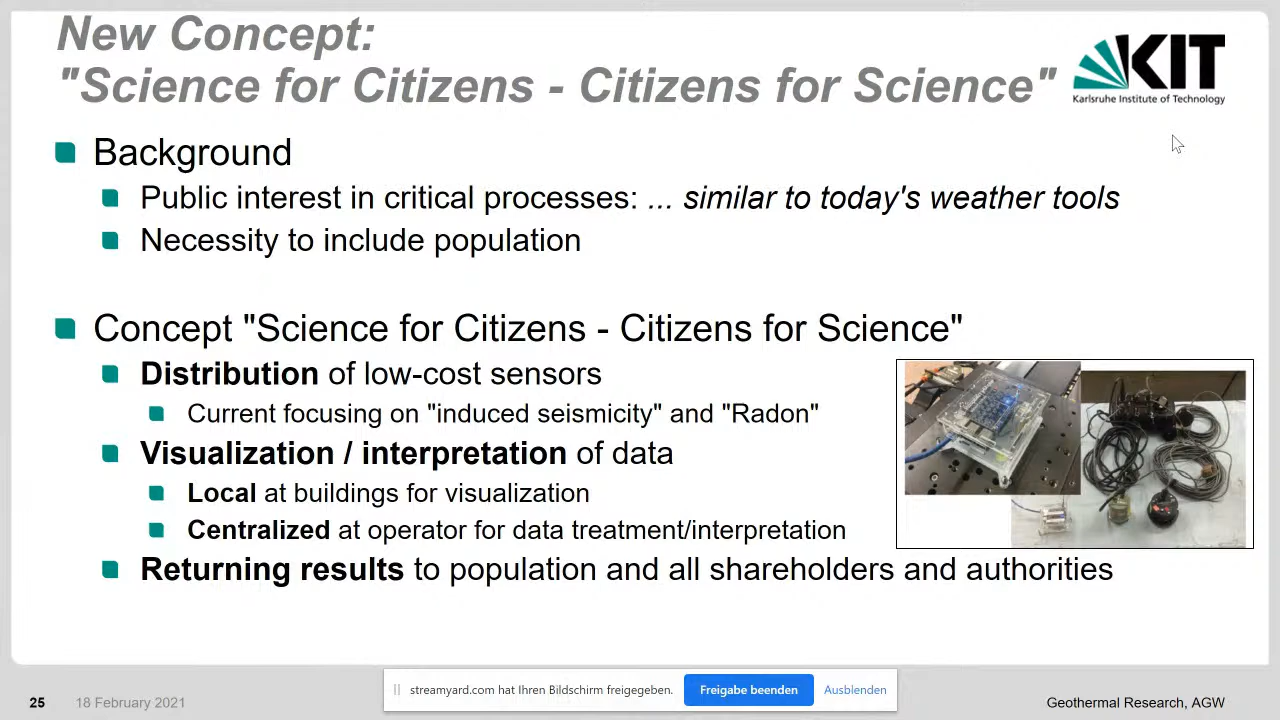 New Concept:
"Science for Citizens - Citizens for Science"
KIT
Karlsruhe Institute of Technology
Background
Public interest in critical processes: ... similar to today's weather tools
Necessity to include population
Concept "Science for Citizens - Citizens for Science"
Distribution of low-cost sensors
Current focusing on "induced seismicity" and "Radon"
Visualization / interpretation of data
Local at buildings for visualization
Centralized at operator for data treatment/interpretation
Returning results to population and all shareholders and authorities
25 18 February 2021
streamyard.com hat Ihren Bildschirm freigegeben. Freigabe beenden Ausblenden
Geothermal Research, AGW